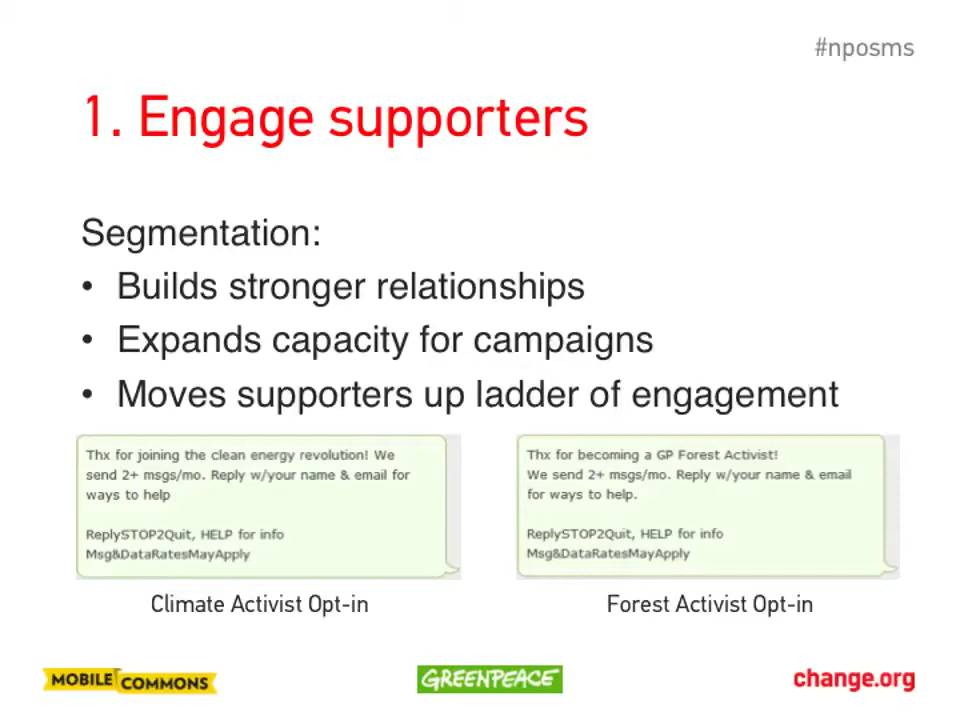 #nposms
1. Engage supporters
Segmentation:
• Builds stronger relationships
• Expands capacity for campaigns
• Moves supporters up ladder of engagement
Thx for joining the clean energy revolution! We
send 2+ msgs/mo. Reply w/your name & email for
ways to help
ReplySTOP2Quit, HELP for info
Msg&DataRatesMayApply
Climate Activist Opt-in
Thx for becoming a GP Forest Activist!
We send 2+ msgs/mo. Reply w/your name & email
for ways to help.
ReplySTOP2Quit, HELP for info
Msg&DataRatesMayApply
Forest Activist Opt-in
MOBILE COMMONS
GREENPEACE
change.org